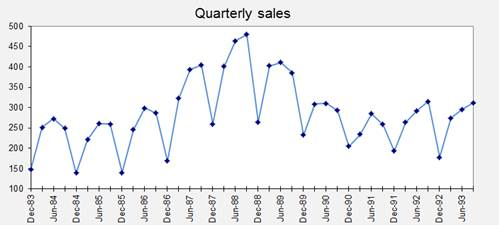 Quarterly sales
500
450
400
350
300
250
200
150
100
Dec-83
Jun-84
Dec-84
Jun-85
Dec-85
Jun-86
Dec-86
Jun-87
Dec-87
Jun-88
Dec-88
Jun-89
Dec-89
Jun-90
Dec-90
Jun-91
Dec-91
Jun-92
Dec-92
Jun-93